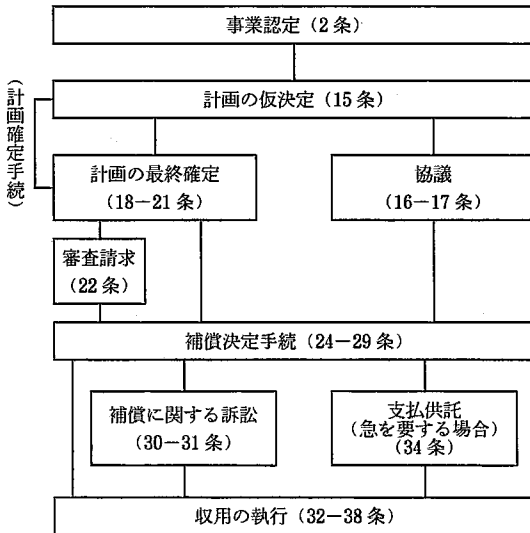 事業認定(2条)
計画の仮決定(15条)
(計画確定手続)
計画の最終確定
(18−21条)
協議
(16−17条)
審査請求
(22条)
補償決定手続(24−29条)
補償に関する訴訟
(30−31条)
支払供託
(急を要する場合)
(34条)
収用の執行(32−38条)